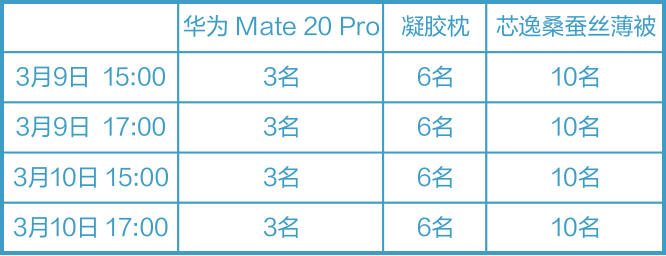 华为 Mate 20 Pro 凝胶枕 芯逸桑蚕丝薄被
3月9日 15:00 3名 6名 10名
3月9日 17:00 3名 6名 10名
3月10日 15:00 3名 6名 10名
3月10日 17:00 3名 6名 10名